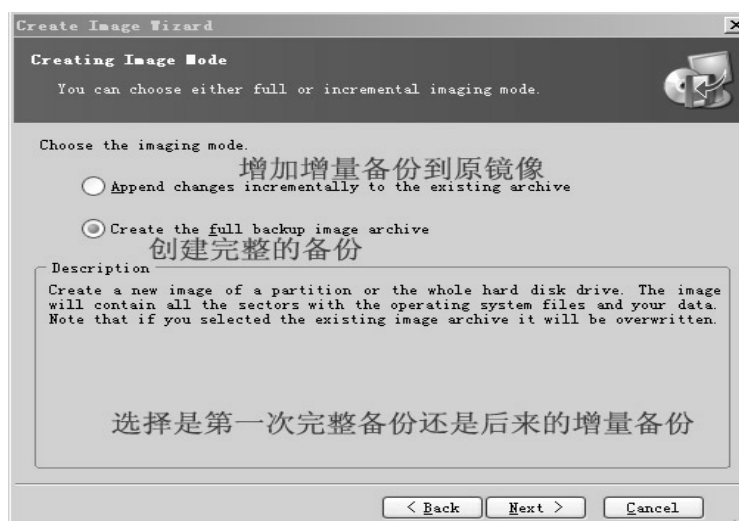 Create Image Wizard
Creating Image Mode
You can choose either full or incremental imaging mode.
Choose the imaging mode.
增加增量备份到原镜像
Append changes incrementally to the existing archive
Create the full backup image archive
创建完整的备份
Description
Create a new image of a partition or the whole hard disk drive. The image
will contain all the sectors with the operating system files and your data.
Note that if you selected the existing image archive it will be overwritten.
选择是第一次完整备份还是后来的增量备份
< Back
Next >
Cancel